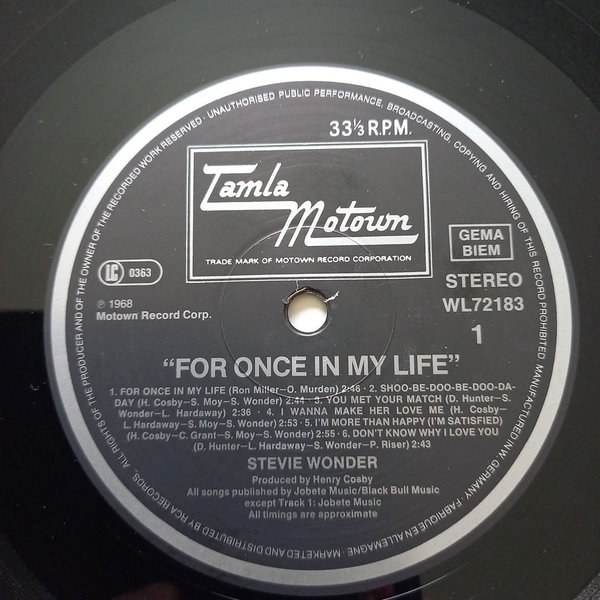 ALL RIGHTS OF THE PRODUCER AND OF THE OWNER OF THE RECORDED WORK RESERVED · UNAUTHORISED PUBLIC PERFORMANCE, BROADCASTING, COPYING AND HIRING OF THIS RECORD PROHIBITED. MANUFACTURED IN W. GERMANY · FABRIQUE EN ALLEMAGNE · MARKETED AND DISTRIBUTED BY RCA RECORDS.
33⅓ R.P.M.
Tamla
Motown
TRADE MARK OF MOTOWN RECORD CORPORATION
GEMA
BIEM
LC 0363
STEREO
WL72183
1
℗ 1968
Motown Record Corp.
“FOR ONCE IN MY LIFE”
1. FOR ONCE IN MY LIFE (Ron Miller–O. Murden) 2:46 · 2. SHOO-BE-DOO-BE-DOO-DA-
DAY (H. Cosby–S. Moy–S. Wonder) 2:44 · 3. YOU MET YOUR MATCH (D. Hunter–S.
Wonder–L. Hardaway) 2:36 · 4. I WANNA MAKE HER LOVE ME (H. Cosby–
L. Hardaway–S. Moy–S. Wonder) 2:53 · 5. I'M MORE THAN HAPPY (I'M SATISFIED)
(H. Cosby–C. Grant–S. Moy–S. Wonder) 2:55 · 6. DON'T KNOW WHY I LOVE YOU
(D. Hunter–L. Hardaway–S. Wonder–P. Riser) 2:43
STEVIE WONDER
Produced by Henry Cosby
All songs published by Jobete Music/Black Bull Music
except Track 1: Jobete Music
All timings are approximate